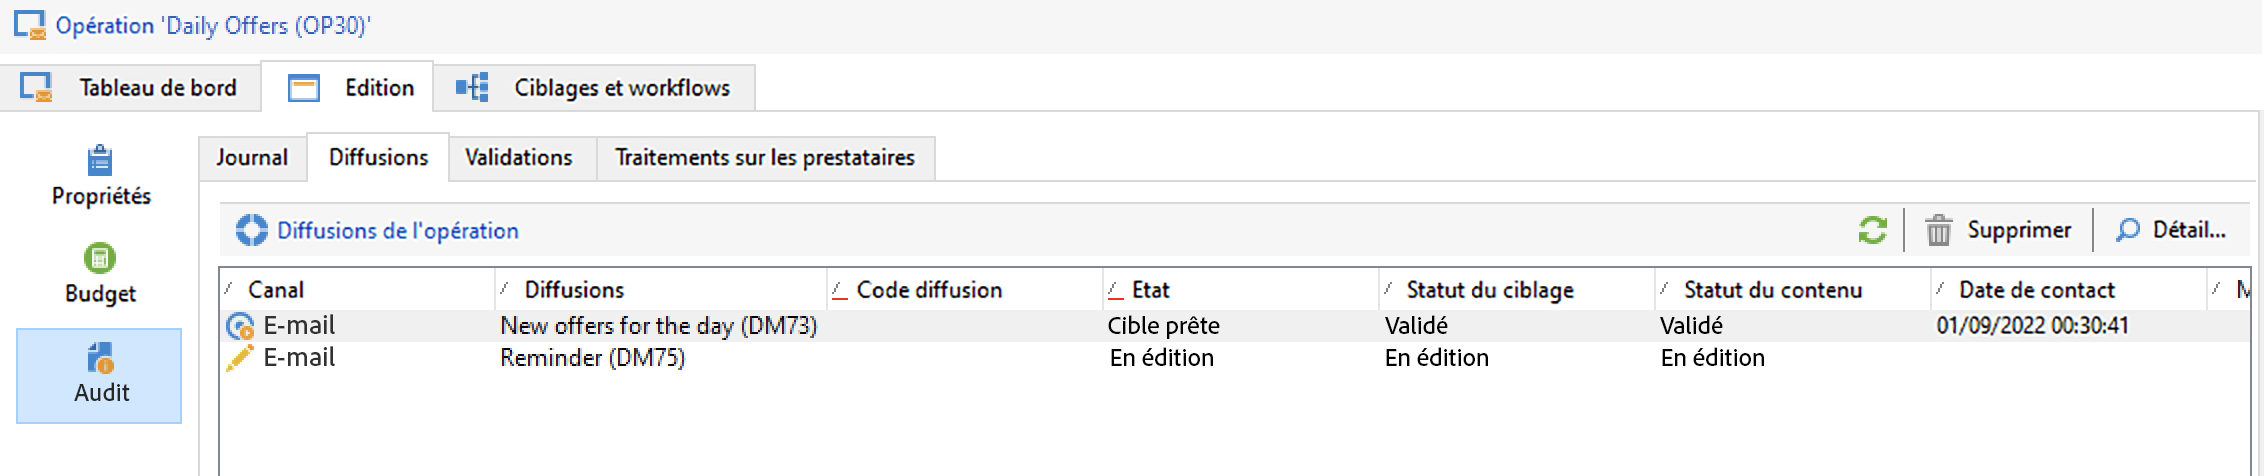 Opération 'Daily Offers (OP30)'
Tableau de bord Edition Ciblages et workflows
Propriétés
Budget
Audit
Journal Diffusions Validations Traitements sur les prestataires
Diffusions de l'opération Supprimer Détail...
Canal Diffusions Code diffusion Etat Statut du ciblage Statut du contenu Date de contact
E-mail New offers for the day (DM73) Cible prête Validé Validé 01/09/2022 00:30:41
E-mail Reminder (DM75) En édition En édition En édition